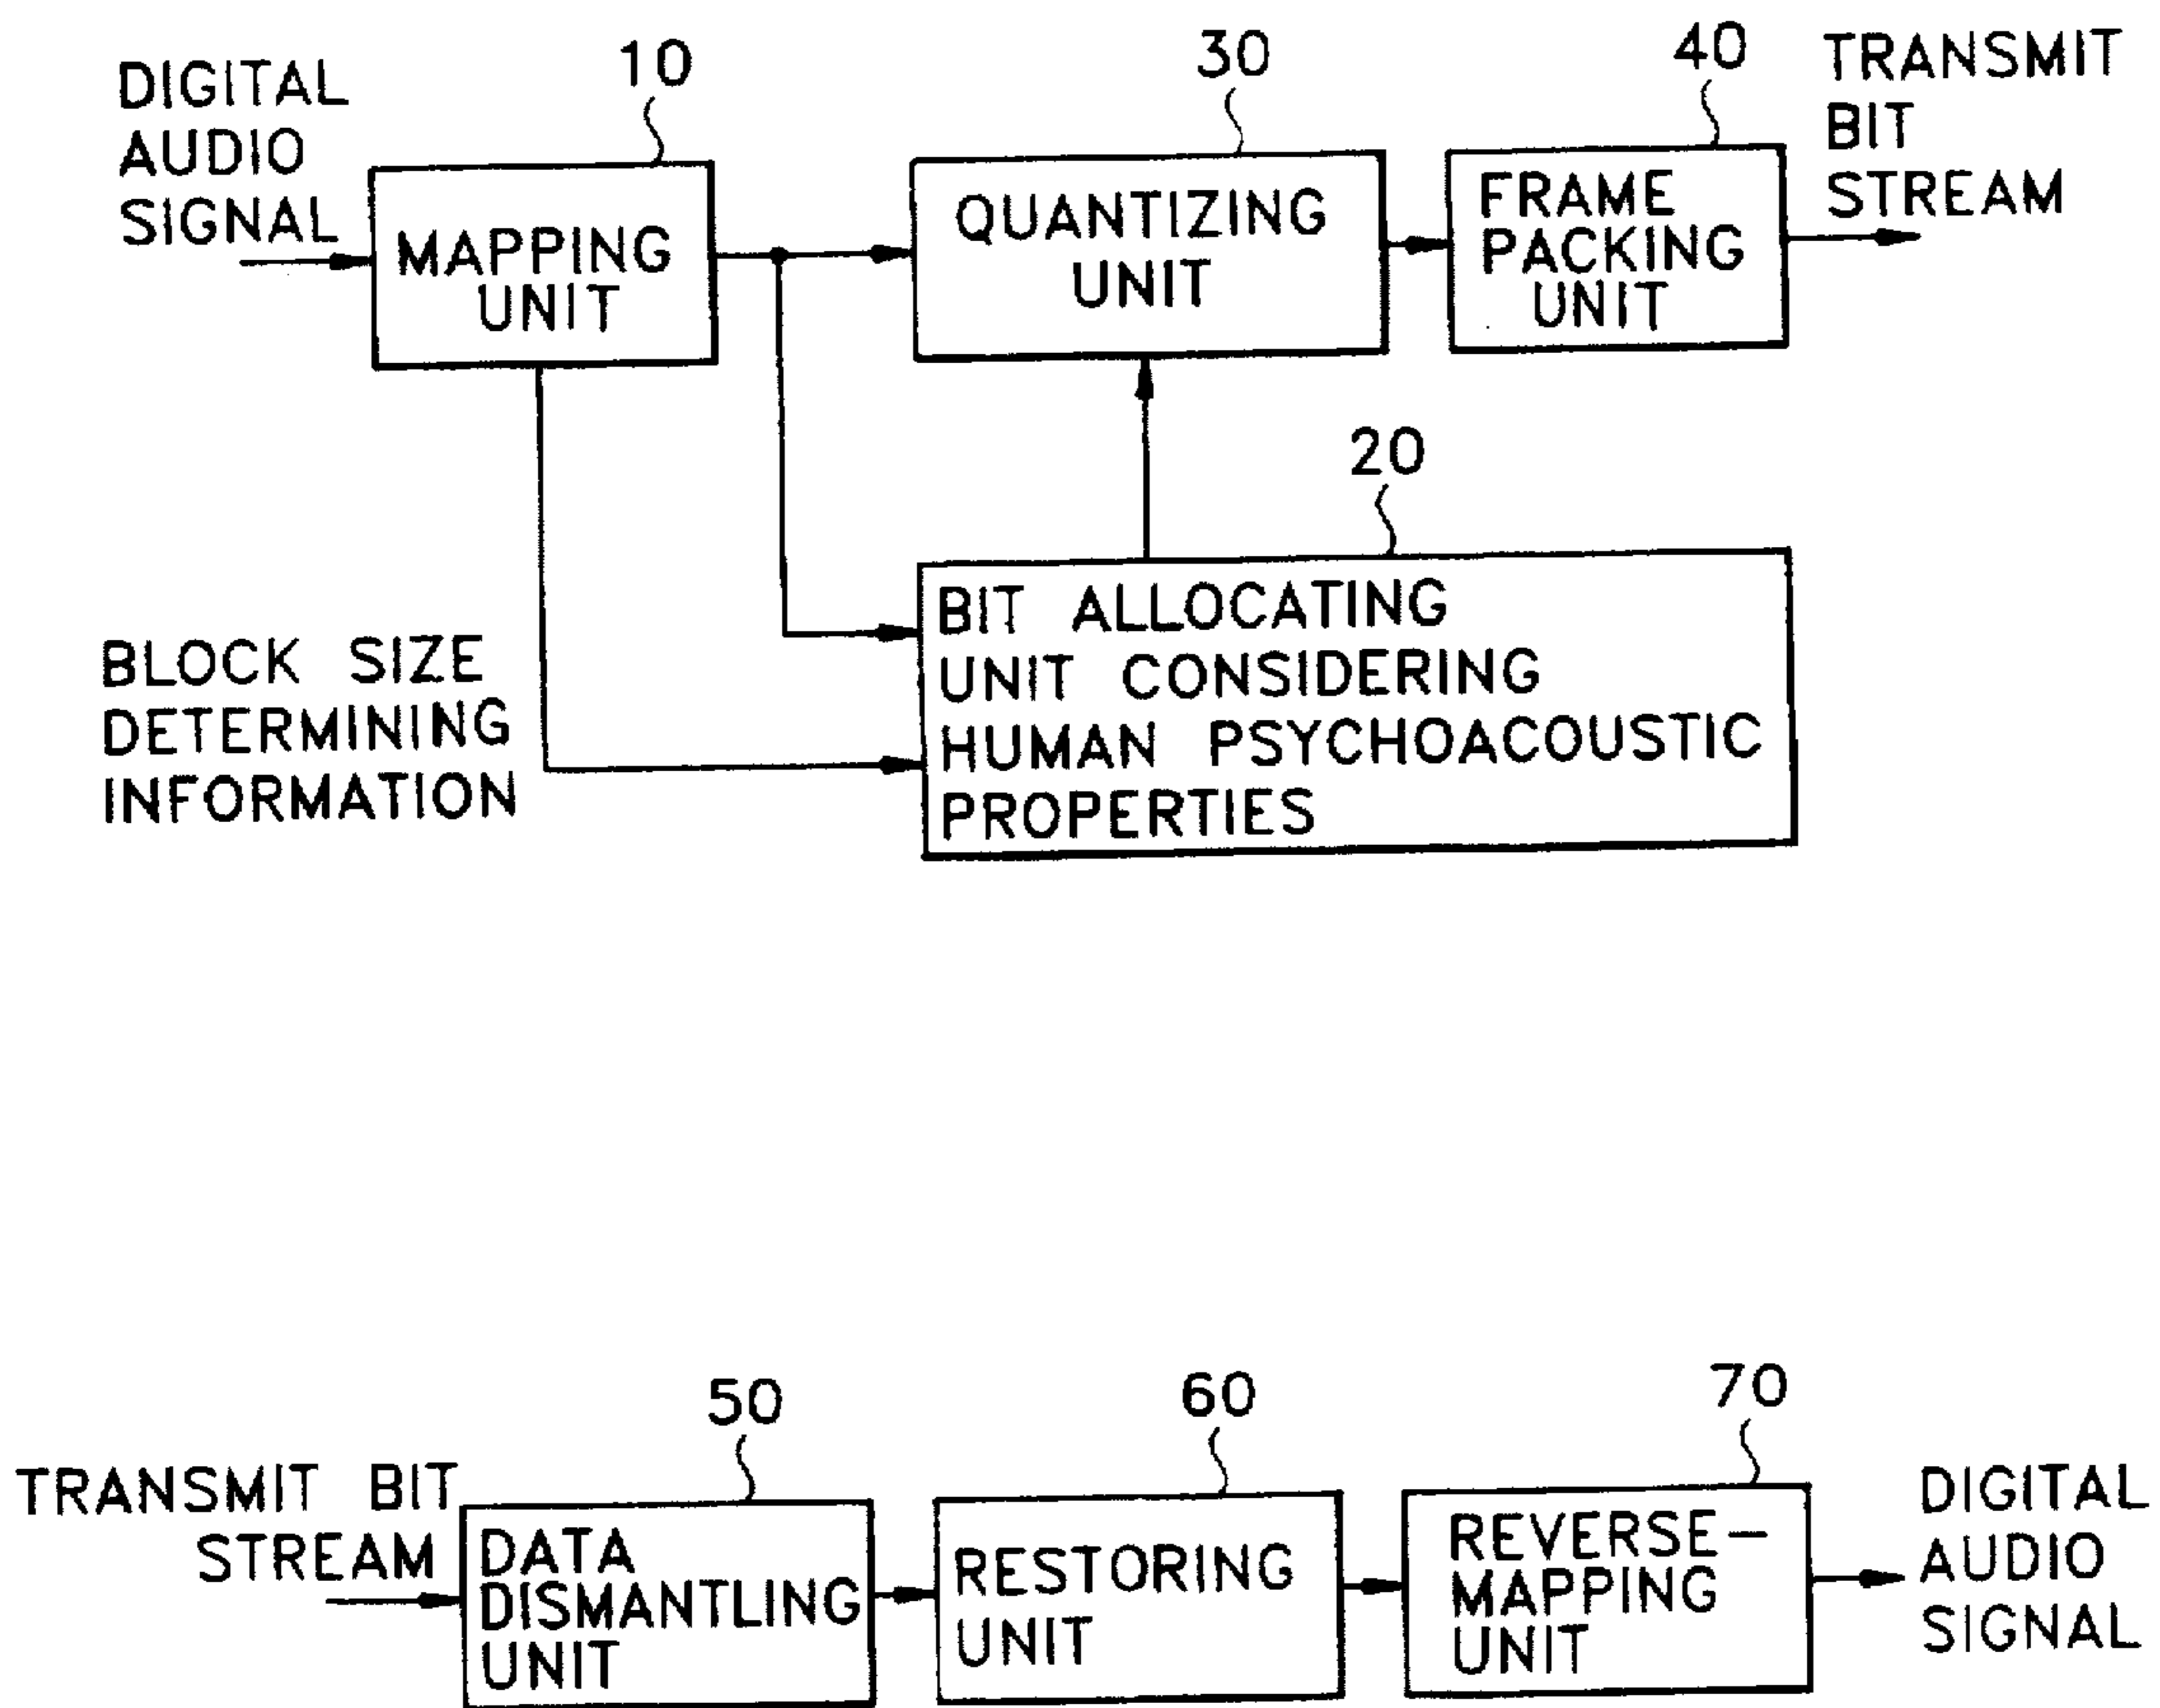 10
30
40
DIGITAL
AUDIO
SIGNAL
TRANSMIT
BIT
STREAM
MAPPING
UNIT
QUANTIZING
UNIT
FRAME
PACKING
UNIT
20
BIT ALLOCATING
UNIT CONSIDERING
HUMAN PSYCHOACOUSTIC
PROPERTIES
BLOCK SIZE
DETERMINING
INFORMATION
50
60
70
TRANSMIT BIT
STREAM
DATA
DISMANTLING
UNIT
RESTORING
UNIT
REVERSE-
MAPPING
UNIT
DIGITAL
AUDIO
SIGNAL